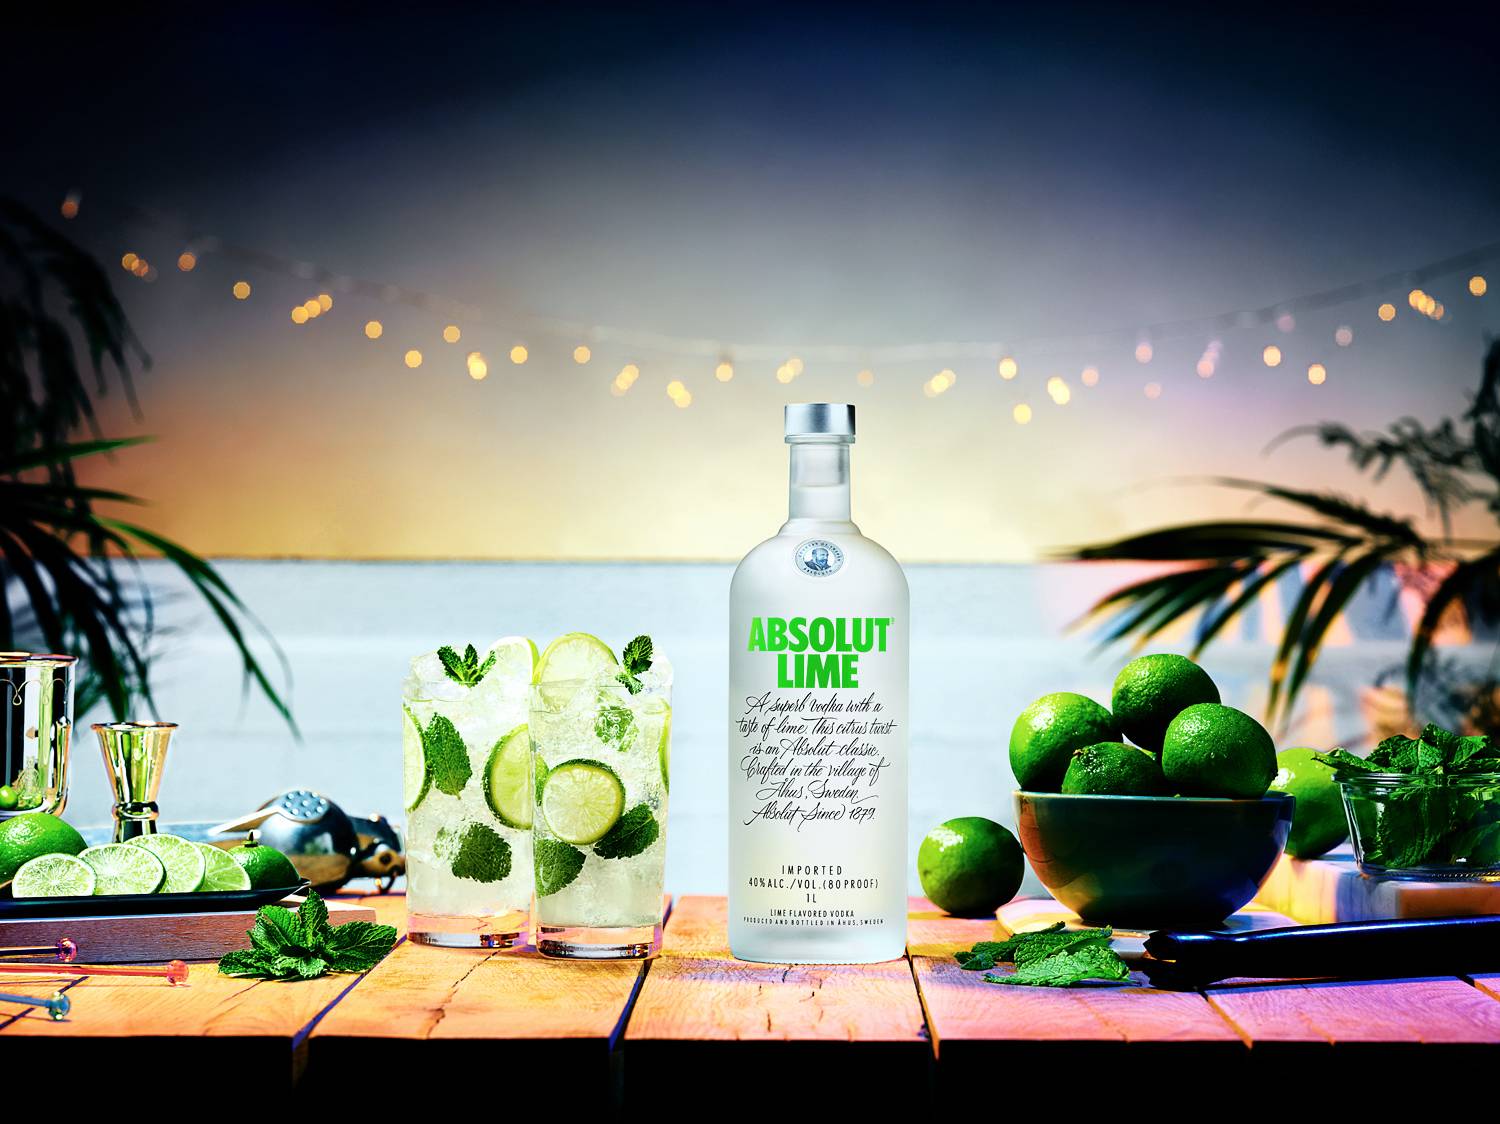 ABSOLUT
LIME
A superb vodka with a
taste of lime. This citrus twist
is an Absolut classic.
Crafted in the village of
Åhus, Sweden.
Absolut Since 1879.
IMPORTED
40%ALC./VOL.(80PROOF)
1L
LIME FLAVORED VODKA
PRODUCED AND BOTTLED IN ÅHUS, SWEDEN